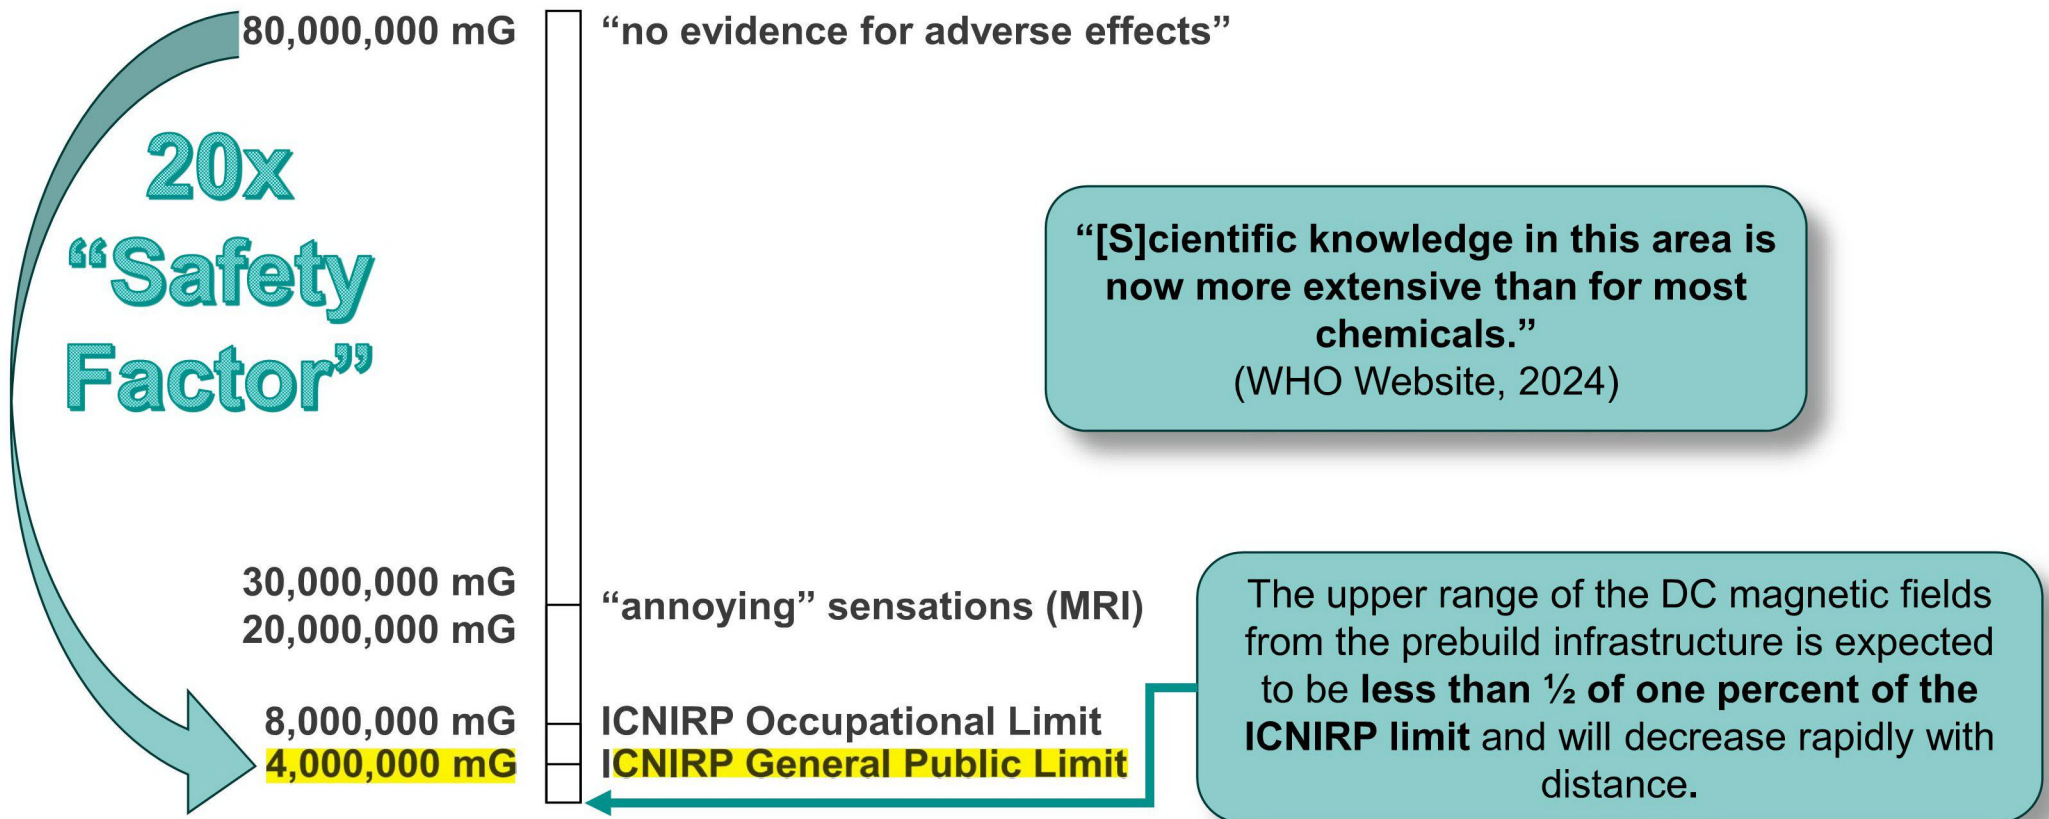 80,000,000 mG
“no evidence for adverse effects”
20x
“Safety
Factor”
“[S]cientific knowledge in this area is
now more extensive than for most
chemicals.”
(WHO Website, 2024)
30,000,000 mG
20,000,000 mG
“annoying” sensations (MRI)
8,000,000 mG
ICNIRP Occupational Limit
4,000,000 mG
ICNIRP General Public Limit
The upper range of the DC magnetic fields
from the prebuild infrastructure is expected
to be less than ½ of one percent of the
ICNIRP limit and will decrease rapidly with
distance.